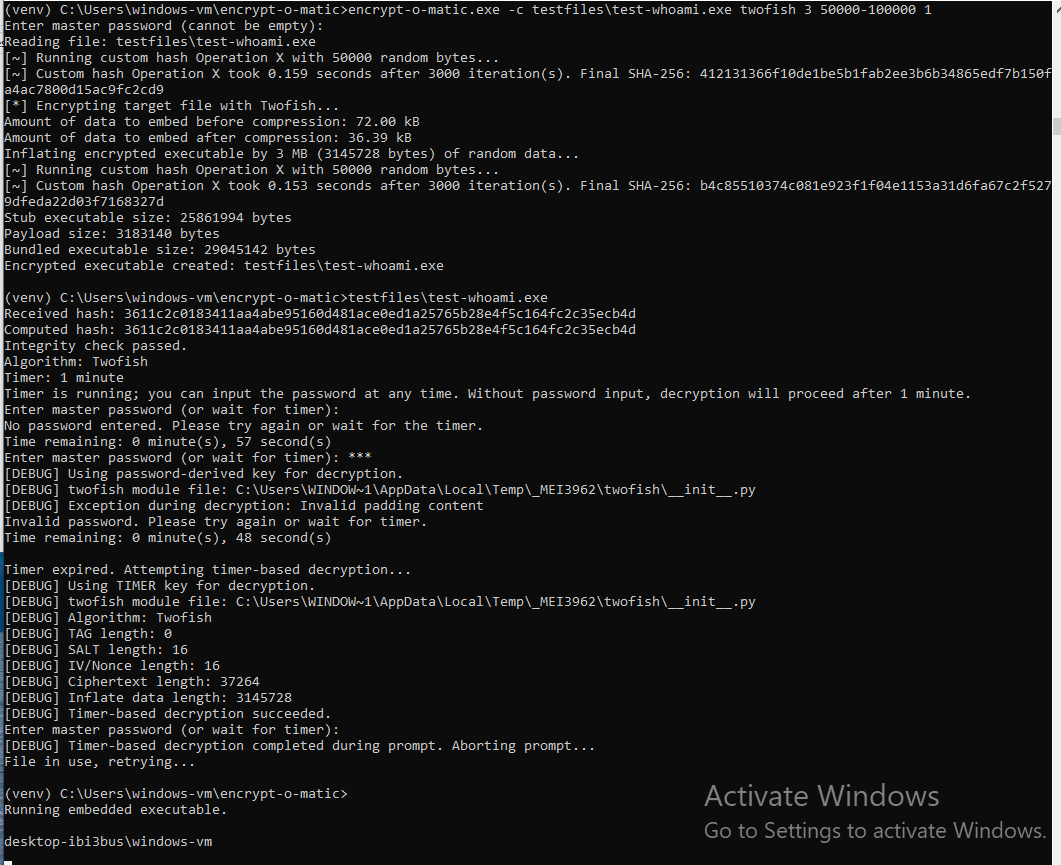 (venv) C:\Users\windows-vm\encrypt-o-matic>encrypt-o-matic.exe -c testfiles\test-whoami.exe twofish 3 50000-100000 1
Enter master password (cannot be empty):
Reading file: testfiles\test-whoami.exe
[~] Running custom hash Operation X with 50000 random bytes...
[~] Custom hash Operation X took 0.159 seconds after 3000 iteration(s). Final SHA-256: 412131366f10de1be5b1fab2ee3b6b34865edf7b150f
a4ac7800d15ac9fc2cd9
[*] Encrypting target file with Twofish...
Amount of data to embed before compression: 72.00 kB
Amount of data to embed after compression: 36.39 kB
Inflating encrypted executable by 3 MB (3145728 bytes) of random data...
[~] Running custom hash Operation X with 50000 random bytes...
[~] Custom hash Operation X took 0.153 seconds after 3000 iteration(s). Final SHA-256: b4c85510374c081e923f1f04e1153a31d6fa67c2f527
9dfeda22d03f7168327d
Stub executable size: 25861994 bytes
Payload size: 3183140 bytes
Bundled executable size: 29045142 bytes
Encrypted executable created: testfiles\test-whoami.exe
(venv) C:\Users\windows-vm\encrypt-o-matic>testfiles\test-whoami.exe
Received hash: 3611c2c0183411aa4abe95160d481ace0ed1a25765b28e4f5c164fc2c35ecb4d
Computed hash: 3611c2c0183411aa4abe95160d481ace0ed1a25765b28e4f5c164fc2c35ecb4d
Integrity check passed.
Algorithm: Twofish
Timer: 1 minute
Timer is running; you can input the password at any time. Without password input, decryption will proceed after 1 minute.
Enter master password (or wait for timer):
No password entered. Please try again or wait for the timer.
Time remaining: 0 minute(s), 57 second(s)
Enter master password (or wait for timer): ***
[DEBUG] Using password-derived key for decryption.
[DEBUG] twofish module file: C:\Users\WINDOW~1\AppData\Local\Temp\_MEI3962\twofish\__init__.py
[DEBUG] Exception during decryption: Invalid padding content
Invalid password. Please try again or wait for timer.
Time remaining: 0 minute(s), 48 second(s)
Timer expired. Attempting timer-based decryption...
[DEBUG] Using TIMER key for decryption.
[DEBUG] twofish module file: C:\Users\WINDOW~1\AppData\Local\Temp\_MEI3962\twofish\__init__.py
[DEBUG] Algorithm: Twofish
[DEBUG] TAG length: 0
[DEBUG] SALT length: 16
[DEBUG] IV/Nonce length: 16
[DEBUG] Ciphertext length: 37264
[DEBUG] Inflate data length: 3145728
[DEBUG] Timer-based decryption succeeded.
Enter master password (or wait for timer):
[DEBUG] Timer-based decryption completed during prompt. Aborting prompt...
File in use, retrying...
(venv) C:\Users\windows-vm\encrypt-o-matic>
Running embedded executable.
desktop-ibi3bus\windows-vm
Activate Windows
Go to Settings to activate Windows.